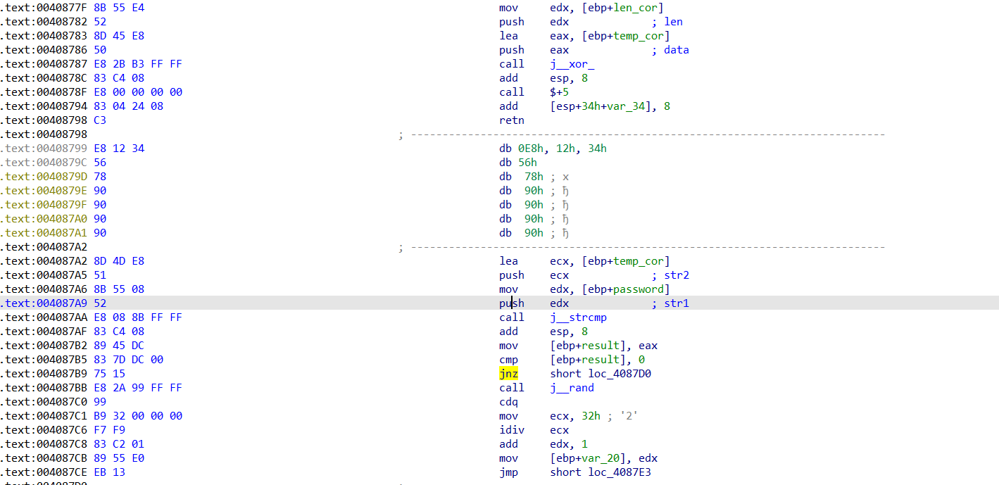 .text:0040877F 8B 55 E4 mov edx, [ebp+len_cor]
.text:00408782 52 push edx ; len
.text:00408783 8D 45 E8 lea eax, [ebp+temp_cor]
.text:00408786 50 push eax ; data
.text:00408787 E8 2B B3 FF FF call j__xor_
.text:0040878C 83 C4 08 add esp, 8
.text:0040878F E8 00 00 00 00 call $+5
.text:00408794 83 04 24 08 add [esp+34h+var_34], 8
.text:00408798 C3 retn
.text:00408798 ; ---------------------------------------------------------------------------
.text:00408799 E8 12 34 db 0E8h, 12h, 34h
.text:0040879C 56 db 56h
.text:0040879D 78 db 78h ; x
.text:0040879E 90 db 90h ; ђ
.text:0040879F 90 db 90h ; ђ
.text:004087A0 90 db 90h ; ђ
.text:004087A1 90 db 90h ; ђ
.text:004087A2 ; ---------------------------------------------------------------------------
.text:004087A2 8D 4D E8 lea ecx, [ebp+temp_cor]
.text:004087A5 51 push ecx ; str2
.text:004087A6 8B 55 08 mov edx, [ebp+password]
.text:004087A9 52 push edx ; str1
.text:004087AA E8 08 8B FF FF call j__strcmp
.text:004087AF 83 C4 08 add esp, 8
.text:004087B2 89 45 DC mov [ebp+result], eax
.text:004087B5 83 7D DC 00 cmp [ebp+result], 0
.text:004087B9 75 15 jnz short loc_4087D0
.text:004087BB E8 2A 99 FF FF call j__rand
.text:004087C0 99 cdq
.text:004087C1 B9 32 00 00 00 mov ecx, 32h ; '2'
.text:004087C6 F7 F9 idiv ecx
.text:004087C8 83 C2 01 add edx, 1
.text:004087CB 89 55 E0 mov [ebp+var_20], edx
.text:004087CE EB 13 jmp short loc_4087E3